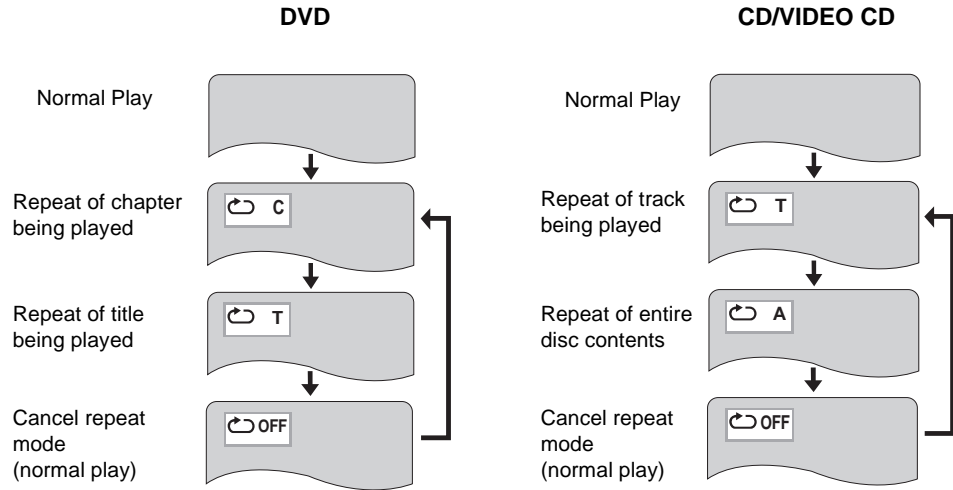 DVD
Normal Play
Repeat of chapter
being played
C
Repeat of title
being played
T
Cancel repeat
mode
(normal play)
OFF
CD/VIDEO CD
Normal Play
Repeat of track
being played
T
Repeat of entire
disc contents
A
Cancel repeat
mode
(normal play)
OFF